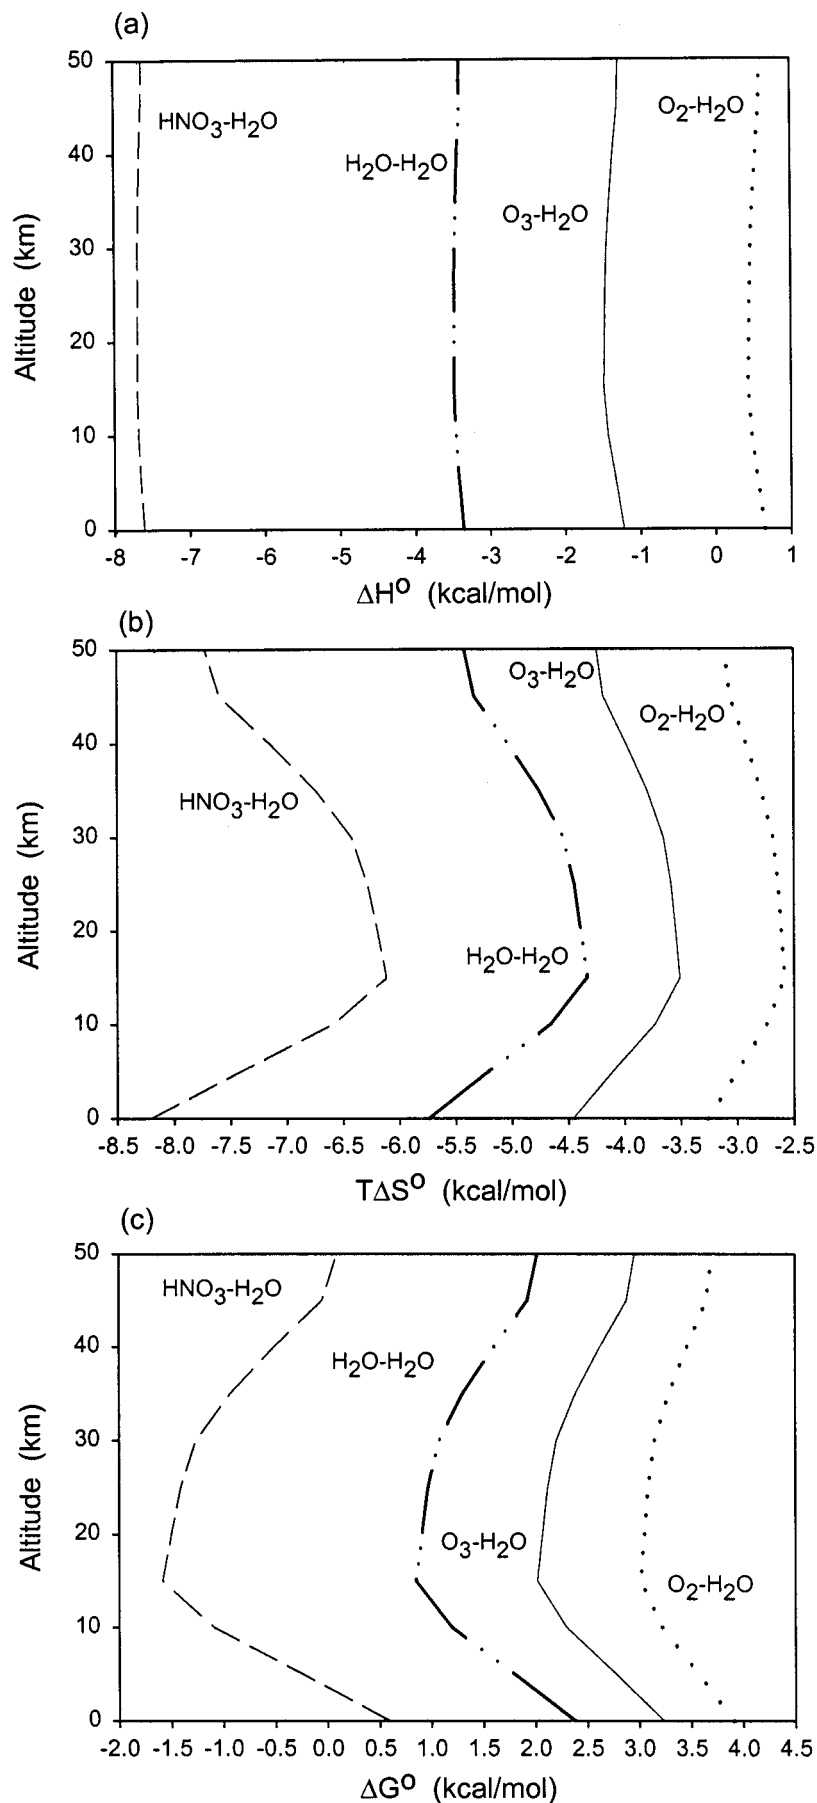 (a)
50
40
30
20
10
0
Altitude (km)
HNO3-H2O
H2O-H2O
O3-H2O
O2-H2O
-8 -7 -6 -5 -4 -3 -2 -1 0 1
ΔHº (kcal/mol)
(b)
50
40
30
20
10
0
Altitude (km)
O3-H2O
O2-H2O
HNO3-H2O
H2O-H2O
-8.5 -8.0 -7.5 -7.0 -6.5 -6.0 -5.5 -5.0 -4.5 -4.0 -3.5 -3.0 -2.5
TΔSº (kcal/mol)
(c)
50
40
30
20
10
0
Altitude (km)
HNO3-H2O
H2O-H2O
O3-H2O
O2-H2O
-2.0 -1.5 -1.0 -0.5 0.0 0.5 1.0 1.5 2.0 2.5 3.0 3.5 4.0 4.5
ΔGº (kcal/mol)